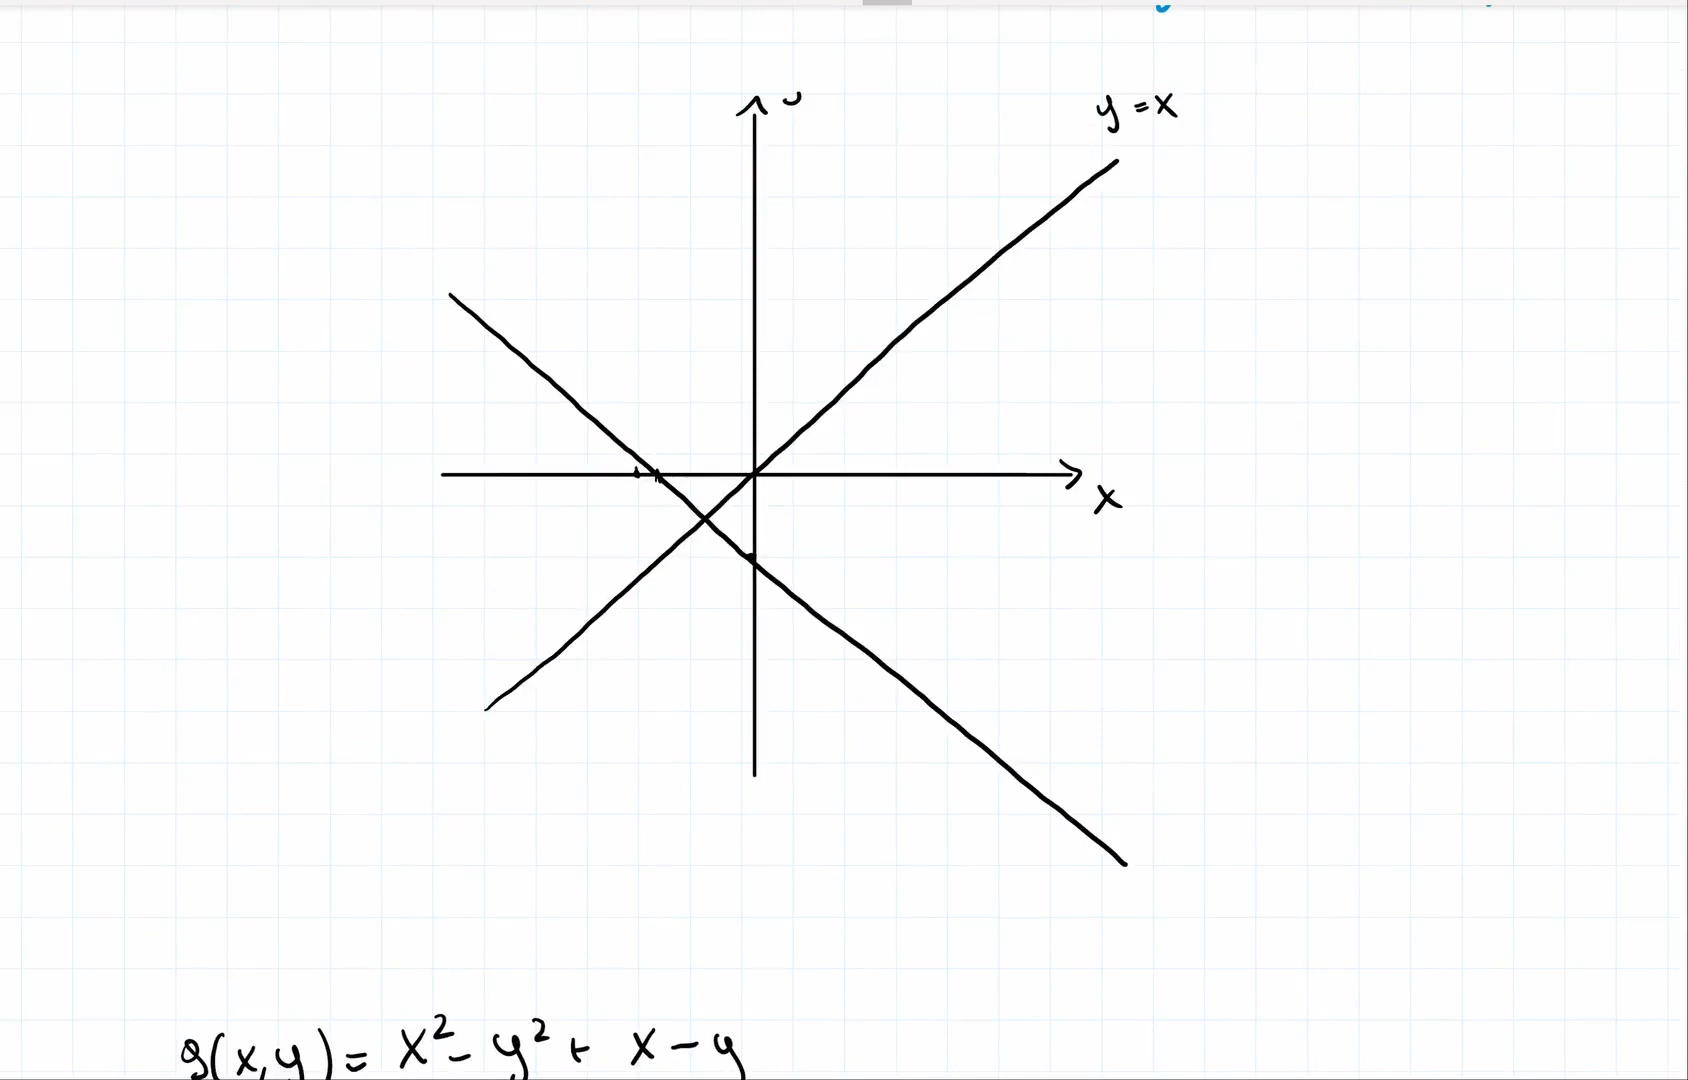 y = x
x
g(x,y) = x² - y² + x - y